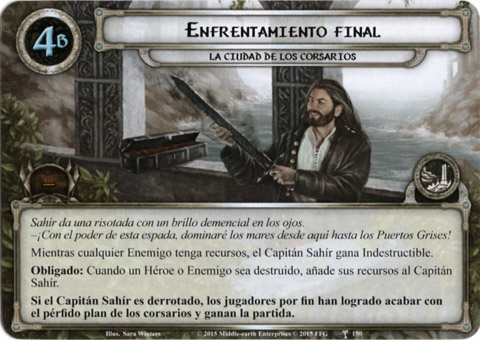 4B
Enfrentamiento final
La ciudad de los corsarios
Sahír da una risotada con un brillo demencial en los ojos.
–¡Con el poder de esta espada, dominaré los mares desde aquí hasta los Puertos Grises!
Mientras cualquier Enemigo tenga recursos, el Capitán Sahír gana Indestructible.
Obligado: Cuando un Héroe o Enemigo sea destruido, añade sus recursos al Capitán
Sahír.
Si el Capitán Sahír es derrotado, los jugadores por fin han logrado acabar con
el pérfido plan de los corsarios y ganan la partida.
Illus. Sara Winters © 2015 Middle-earth Enterprises © 2015 FFG 150